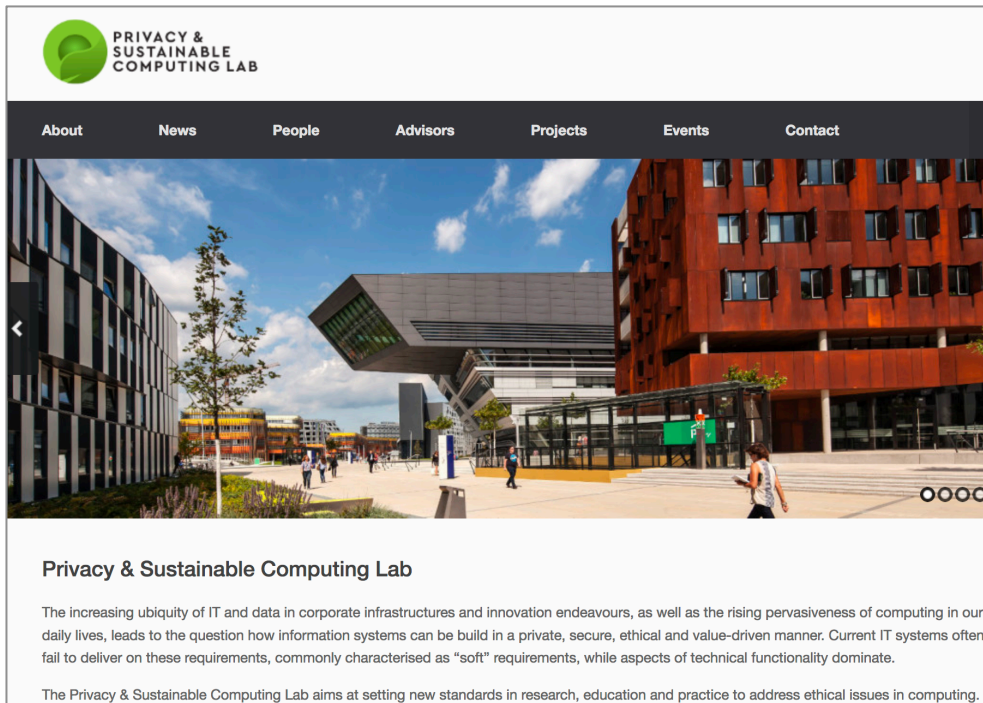 PRIVACY &
SUSTAINABLE
COMPUTING LAB
About News People Advisors Projects Events Contact
Privacy & Sustainable Computing Lab
The increasing ubiquity of IT and data in corporate infrastructures and innovation endeavours, as well as the rising pervasiveness of computing in our
daily lives, leads to the question how information systems can be build in a private, secure, ethical and value-driven manner. Current IT systems often
fail to deliver on these requirements, commonly characterised as “soft” requirements, while aspects of technical functionality dominate.
The Privacy & Sustainable Computing Lab aims at setting new standards in research, education and practice to address ethical issues in computing.